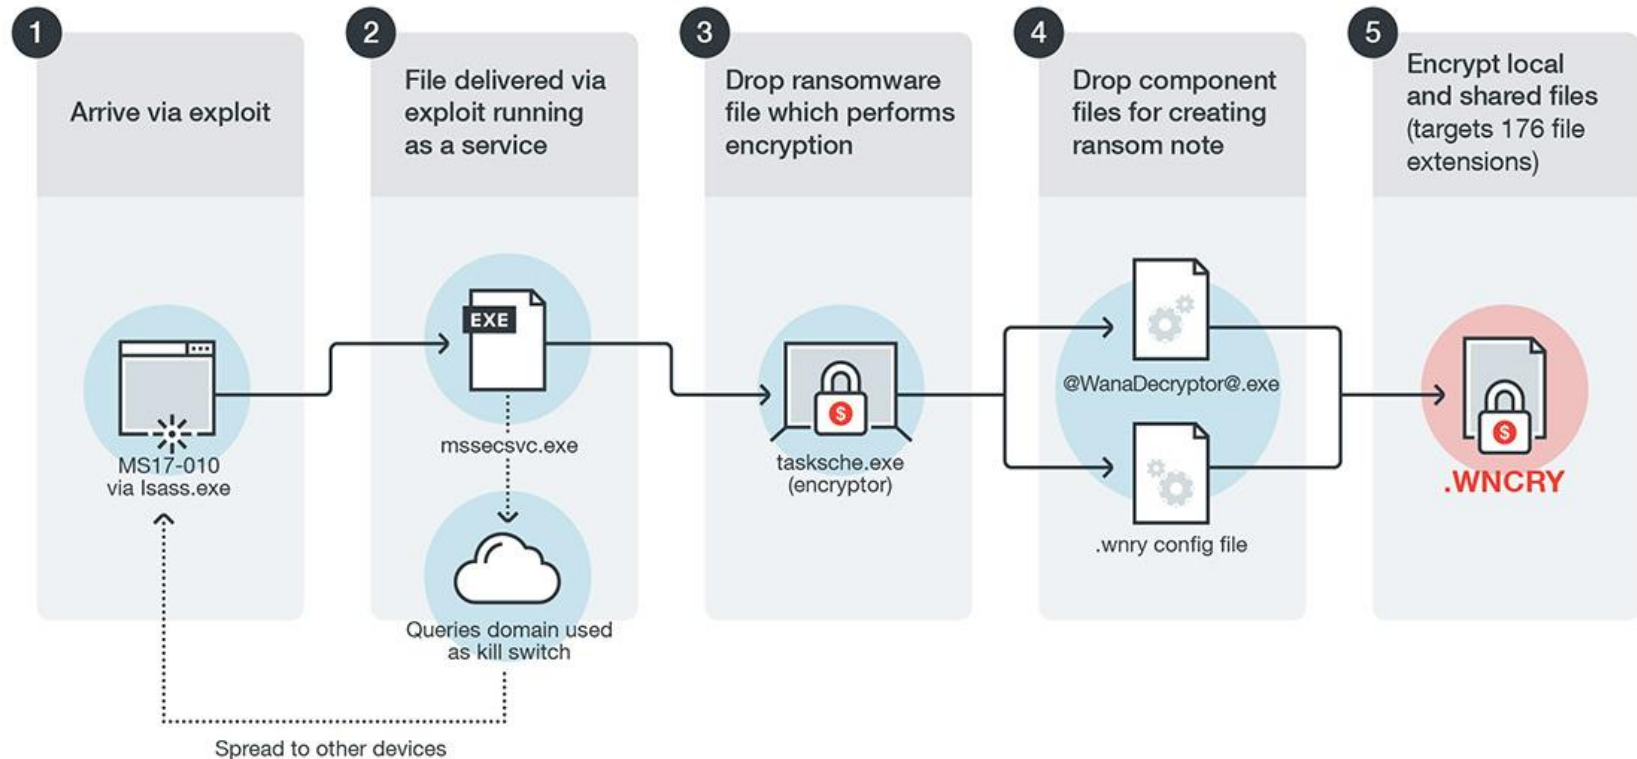 1
Arrive via exploit
MS17-010
via lsass.exe
2
File delivered via
exploit running
as a service
EXE
mssecsvc.exe
Queries domain used
as kill switch
Spread to other devices
3
Drop ransomware
file which performs
encryption
$
tasksche.exe
(encryptor)
4
Drop component
files for creating
ransom note
@WanaDecryptor@.exe
.wnry config file
5
Encrypt local
and shared files
(targets 176 file
extensions)
$
.WNCRY